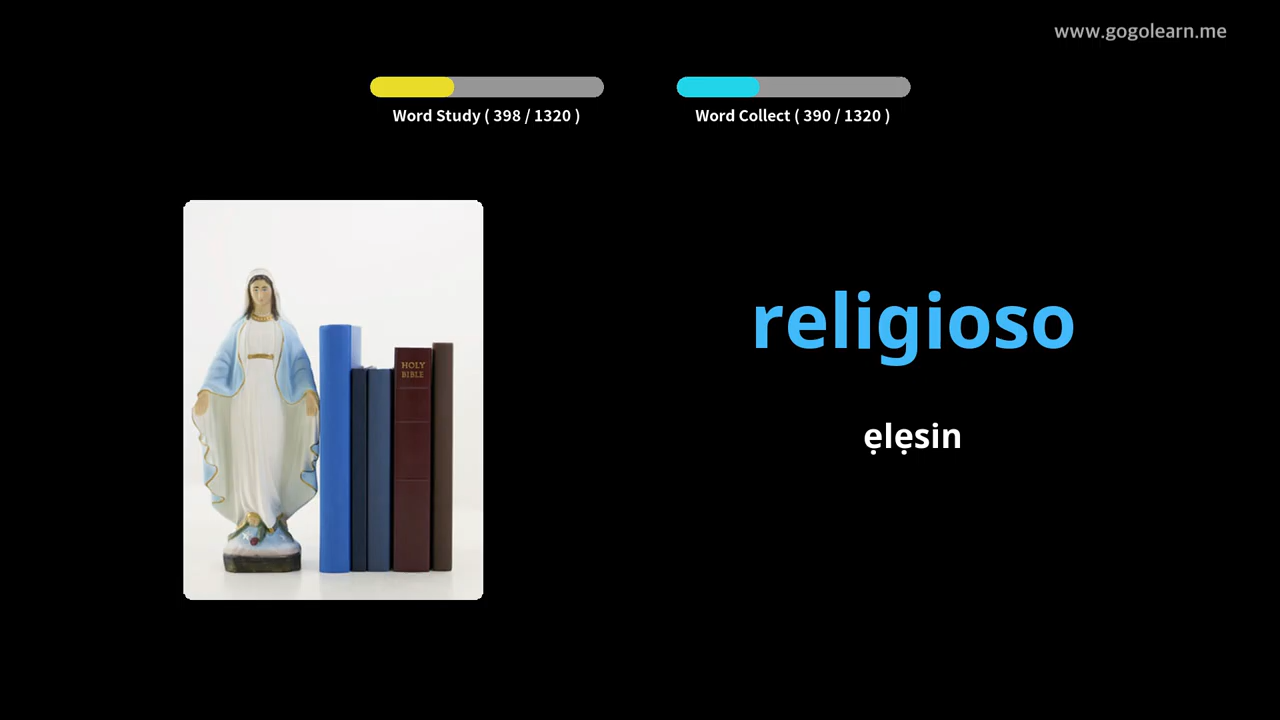 www.gogolearn.me
Word Study ( 398 / 1320 )
Word Collect ( 390 / 1320 )
HOLY
BIBLE
religioso
ẹlẹsin